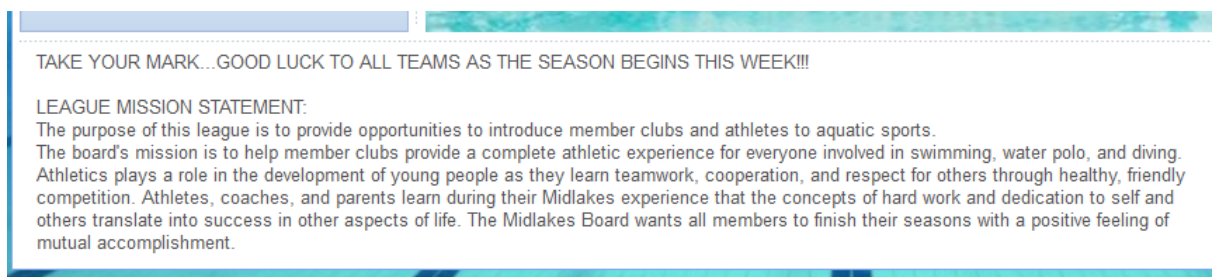 TAKE YOUR MARK...GOOD LUCK TO ALL TEAMS AS THE SEASON BEGINS THIS WEEK!!!
LEAGUE MISSION STATEMENT:
The purpose of this league is to provide opportunities to introduce member clubs and athletes to aquatic sports.
The board's mission is to help member clubs provide a complete athletic experience for everyone involved in swimming, water polo, and diving.
Athletics plays a role in the development of young people as they learn teamwork, cooperation, and respect for others through healthy, friendly
competition. Athletes, coaches, and parents learn during their Midlakes experience that the concepts of hard work and dedication to self and
others translate into success in other aspects of life. The Midlakes Board wants all members to finish their seasons with a positive feeling of
mutual accomplishment.